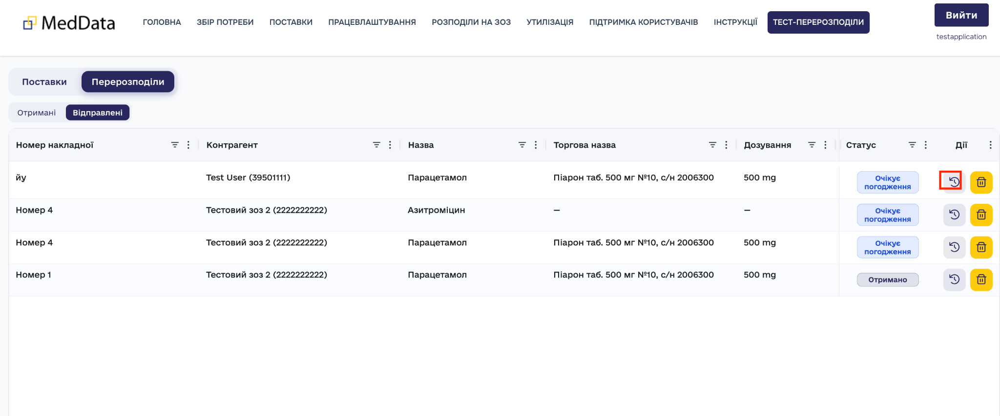 MedData
ГОЛОВНА ЗБІР ПОТРЕБИ ПОСТАВКИ ПРАЦЕВЛАШТУВАННЯ РОЗПОДІЛИ НА ЗОЗ УТИЛІЗАЦІЯ ПІДТРИМКА КОРИСТУВАЧІВ ІНСТРУКЦІЇ ТЕСТ-ПЕРЕРОЗПОДІЛИ
Вийти
testapplication
Поставки Перерозподіли
Отримані Відправлені
Номер накладної Контрагент Назва Торгова назва Дозування Статус Дії
йу Test User (39501111) Парацетамол Піарон таб. 500 мг №10, с/н 2006300 500 mg Очікує
погодження
Номер 4 Тестовий зоз 2 (2222222222) Азитроміцин – – Очікує
погодження
Номер 4 Тестовий зоз 2 (2222222222) Парацетамол Піарон таб. 500 мг №10, с/н 2006300 500 mg Очікує
погодження
Номер 1 Тестовий зоз 2 (2222222222) Парацетамол Піарон таб. 500 мг №10, с/н 2006300 500 mg Отримано